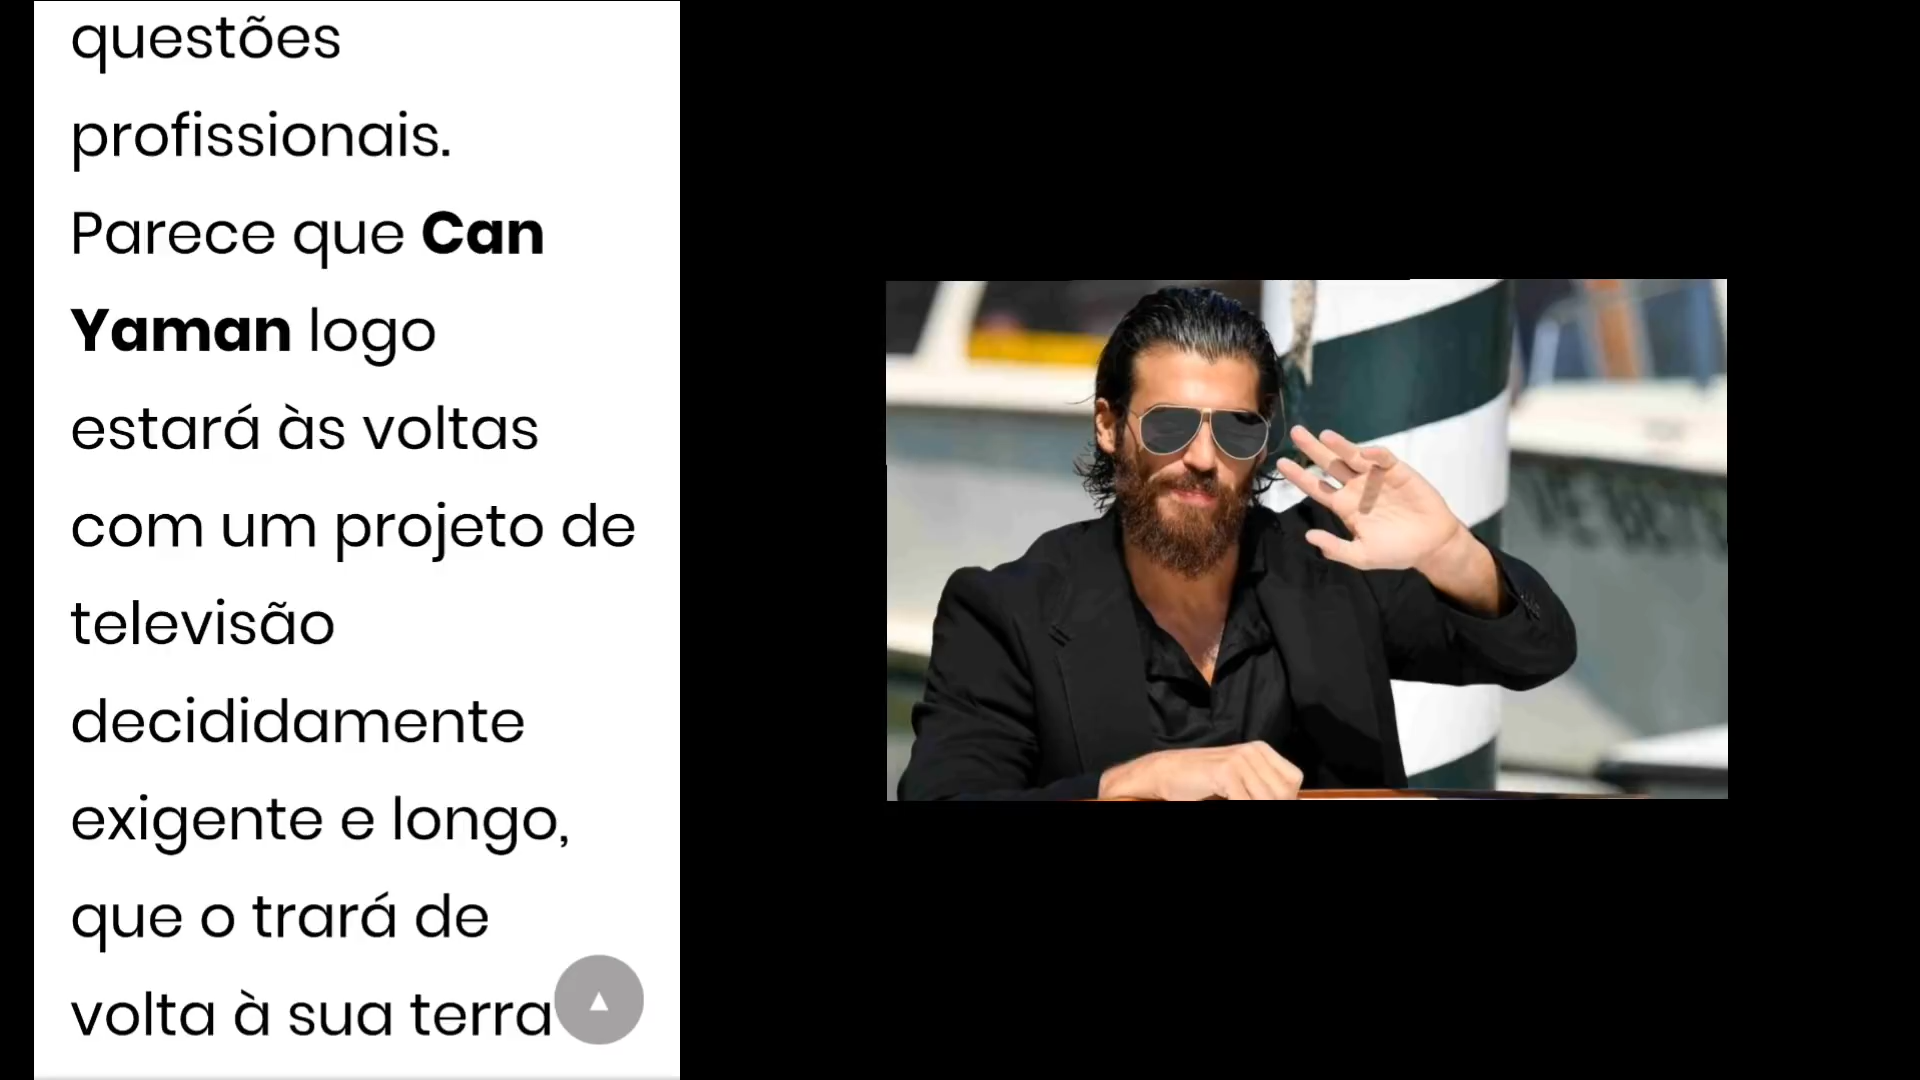 questões
profissionais.
Parece que Can
Yaman logo
estará às voltas
com um projeto de
televisão
decididamente
exigente e longo,
que o trará de
volta à sua terra